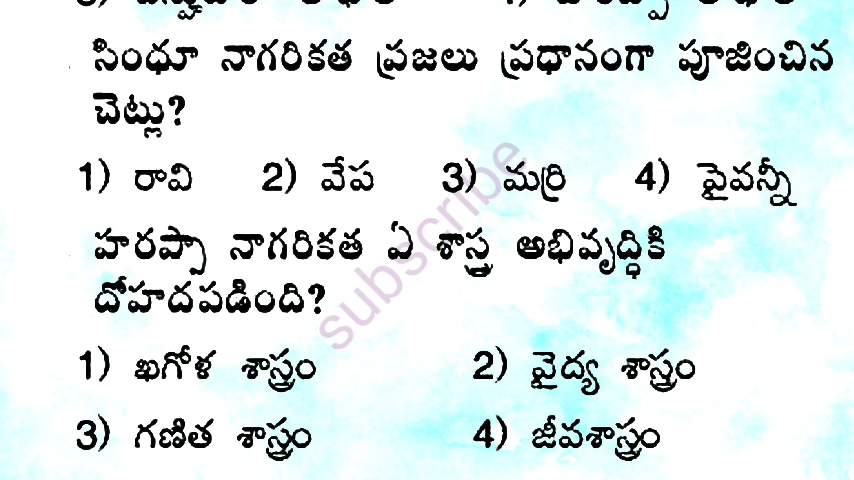 సింధూ నాగరికత ప్రజలు ప్రధానంగా పూజించిన
చెట్లు?
1) రావి 2) వేప 3) మర్రి 4) పైవన్నీ
హరప్పా నాగరికత ఏ శాస్త్ర అభివృద్ధికి
దోహదపడింది?
1) ఖగోళ శాస్త్రం 2) వైద్య శాస్త్రం
3) గణిత శాస్త్రం 4) జీవశాస్త్రం
subscribe